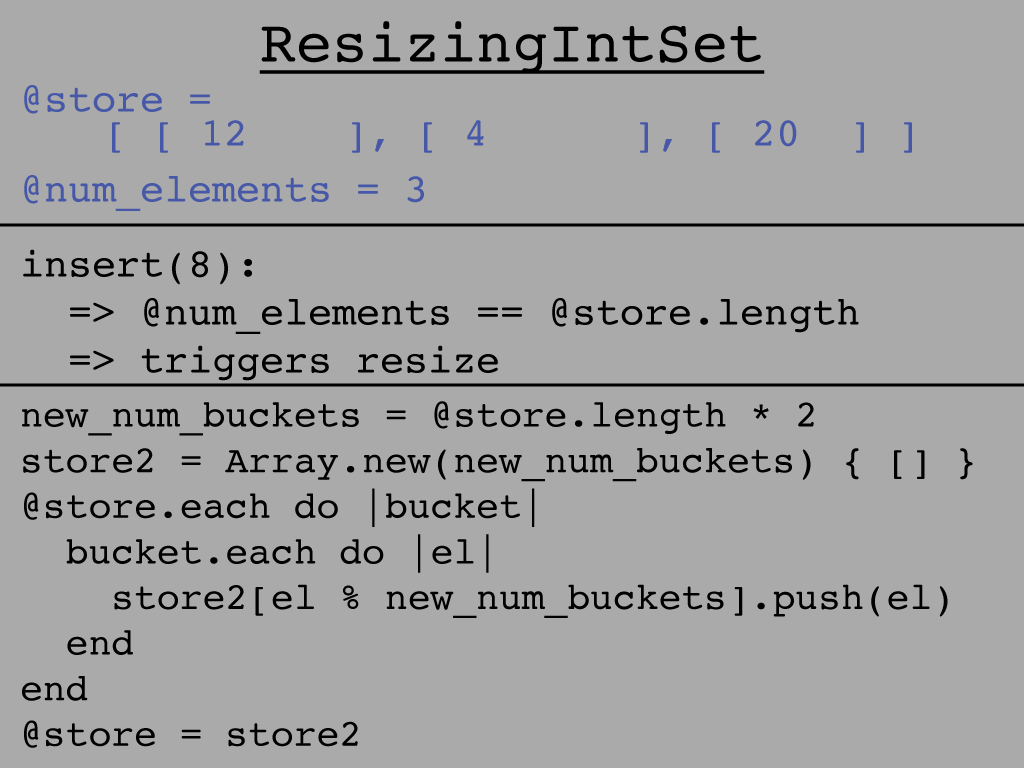 ResizingIntSet
@store =
[ [ 12 ], [ 4 ], [ 20 ] ]
@num_elements = 3
insert(8):
=> @num_elements == @store.length
=> triggers resize
new_num_buckets = @store.length * 2
store2 = Array.new(new_num_buckets) { [] }
@store.each do |bucket|
bucket.each do |el|
store2[el % new_num_buckets].push(el)
end
end
@store = store2